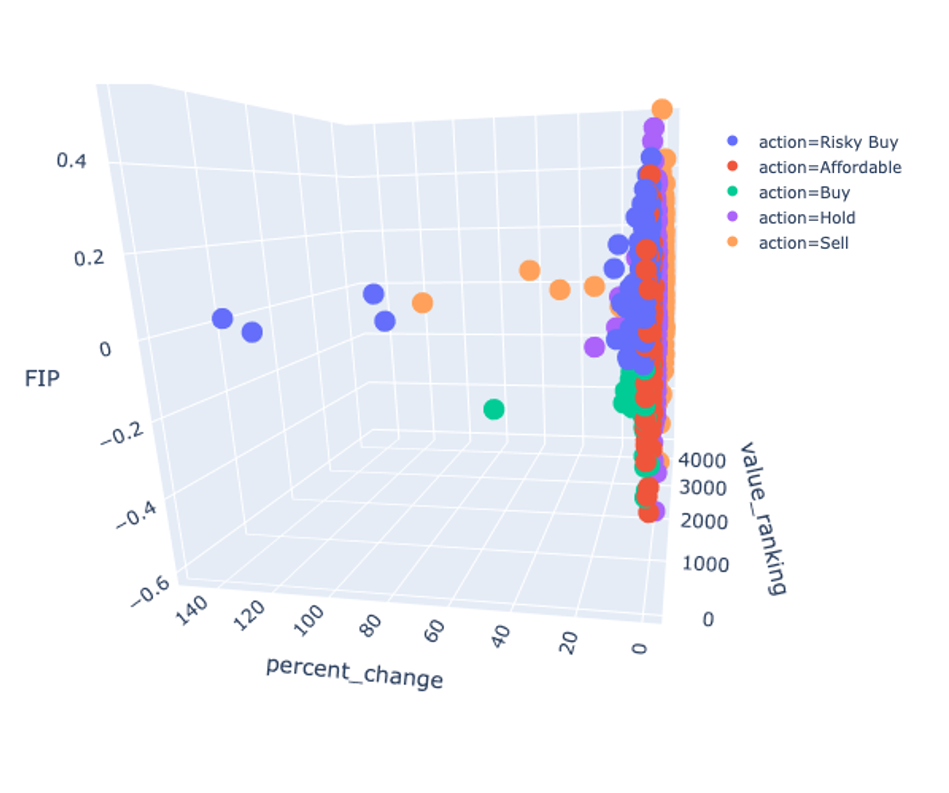 action=Risky Buy
action=Affordable
action=Buy
action=Hold
action=Sell
0.4
0.2
0
−0.2
−0.4
−0.6
FIP
140
120
100
80
60
40
20
0
percent_change
4000
3000
2000
1000
0
value_ranking